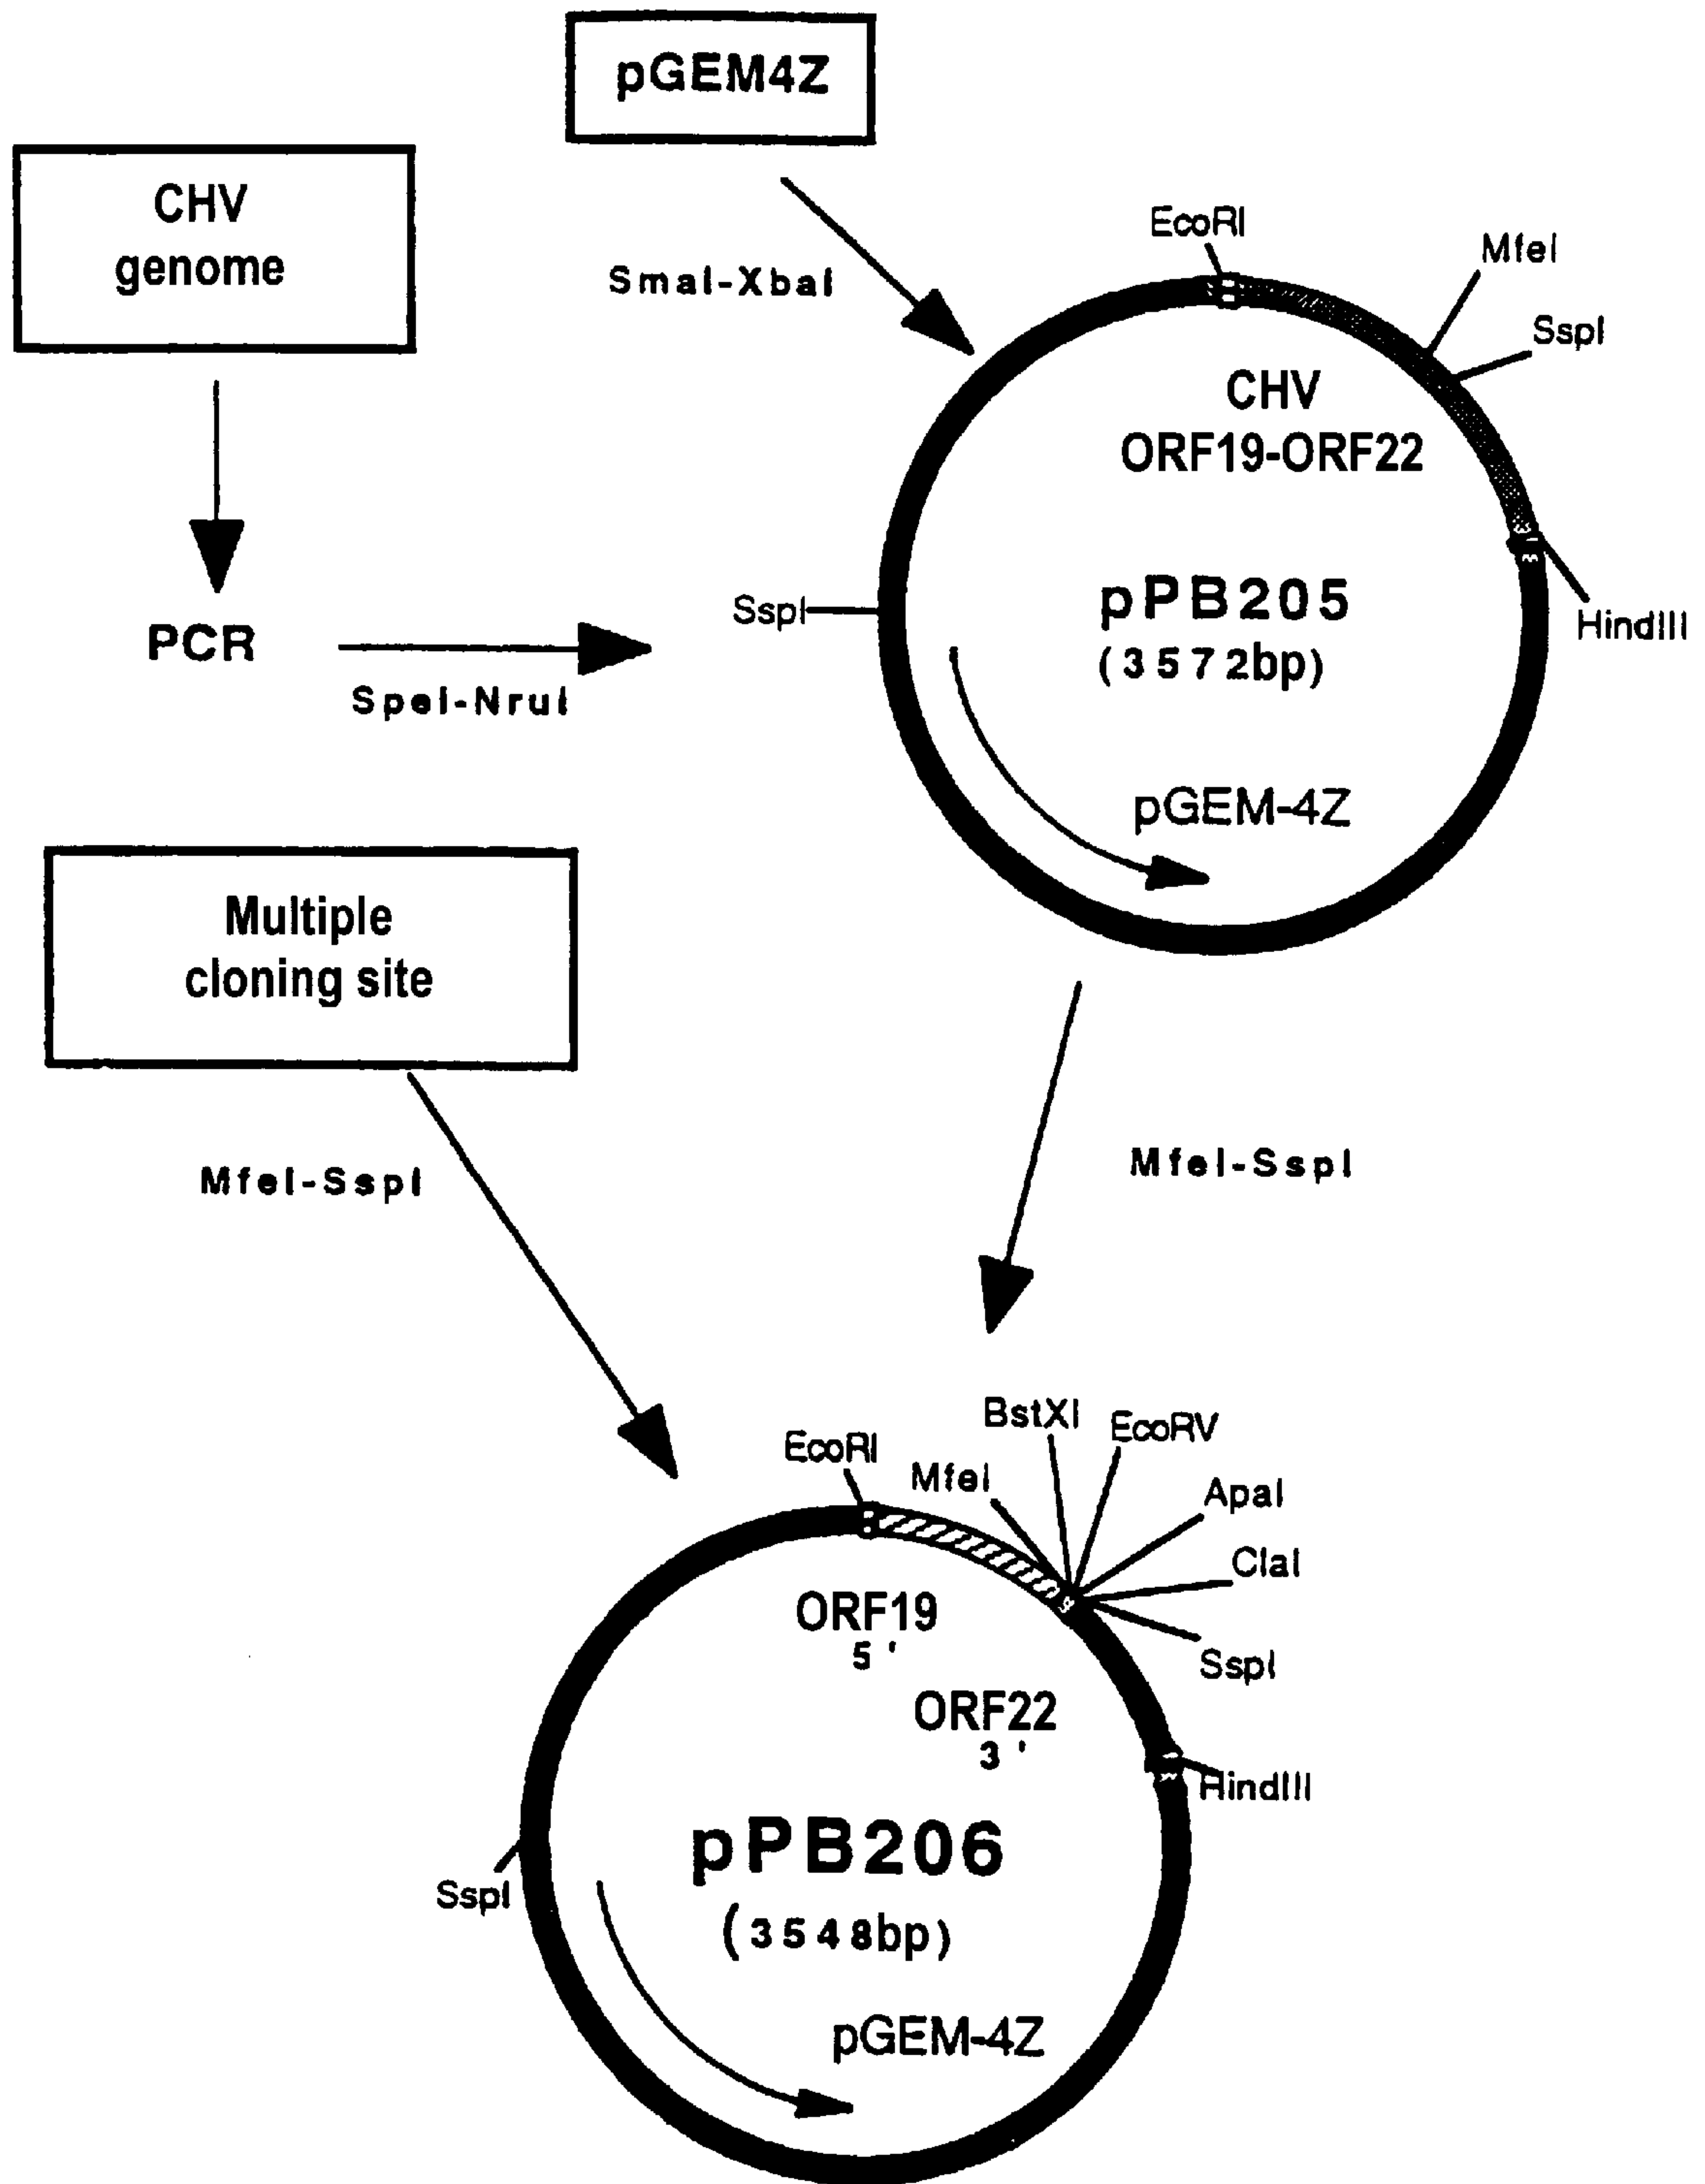 pGEM4Z
CHV
genome
SmaI-XbaI
EcoRI
MfeI
SspI
CHV
ORF19-ORF22
SspI
pPB205
(3572bp)
HindIII
PCR
SpeI-NruI
pGEM-4Z
Multiple
cloning site
MfeI-SspI
MfeI-SspI
BstXI
EcoRV
EcoRI
MfeI
ApaI
ClaI
SspI
ORF19
5'
ORF22
3'
HindIII
pPB206
(3548bp)
SspI
pGEM-4Z